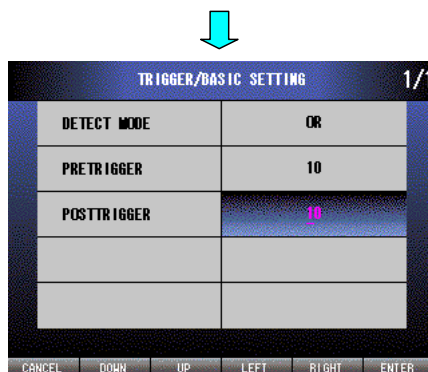 TRIGGER/BASIC SETTING 1/1
DETECT MODE OR
PRETRIGGER 10
POSTTRIGGER 10
CANCEL DOWN UP LEFT RIGHT ENTER